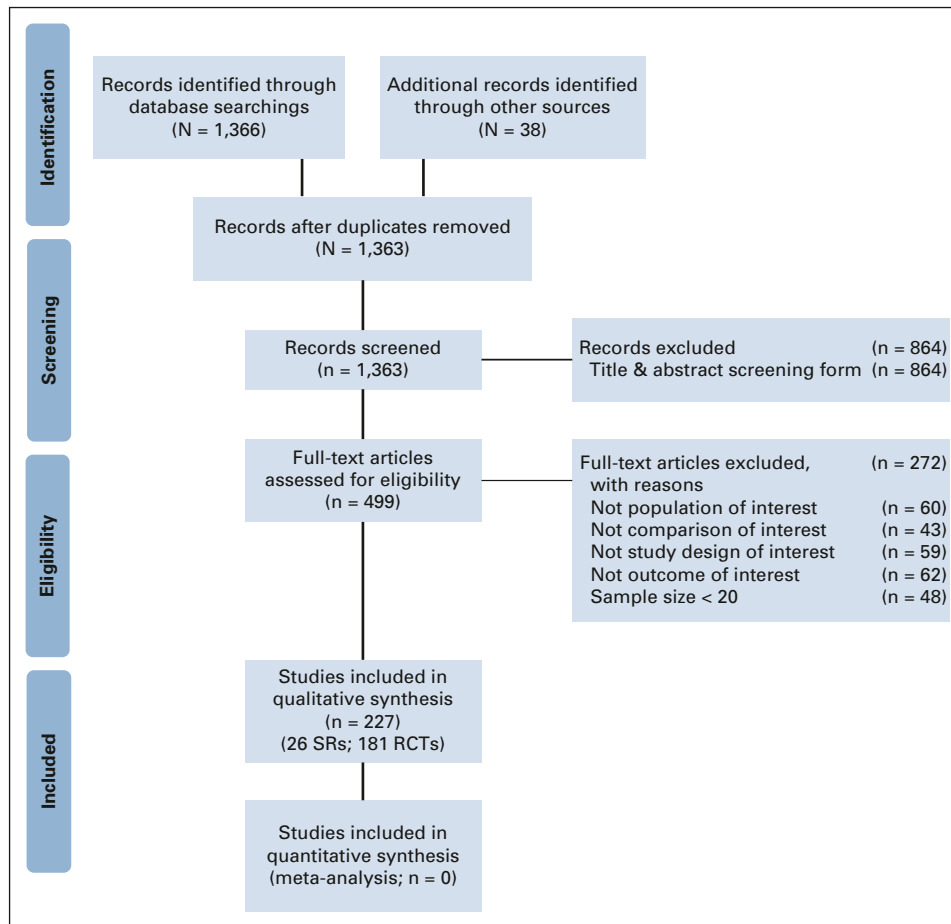 Identification
Records identified through
database searchings
(N = 1,366)
Additional records identified
through other sources
(N = 38)
Records after duplicates removed
(N = 1,363)
Screening
Records screened
(n = 1,363)
Records excluded (n = 864)
Title & abstract screening form (n = 864)
Eligibility
Full-text articles
assessed for eligibility
(n = 499)
Full-text articles excluded, (n = 272)
with reasons
Not population of interest (n = 60)
Not comparison of interest (n = 43)
Not study design of interest (n = 59)
Not outcome of interest (n = 62)
Sample size < 20 (n = 48)
Included
Studies included in
qualitative synthesis
(n = 227)
(26 SRs; 181 RCTs)
Studies included in
quantitative synthesis
(meta-analysis; n = 0)